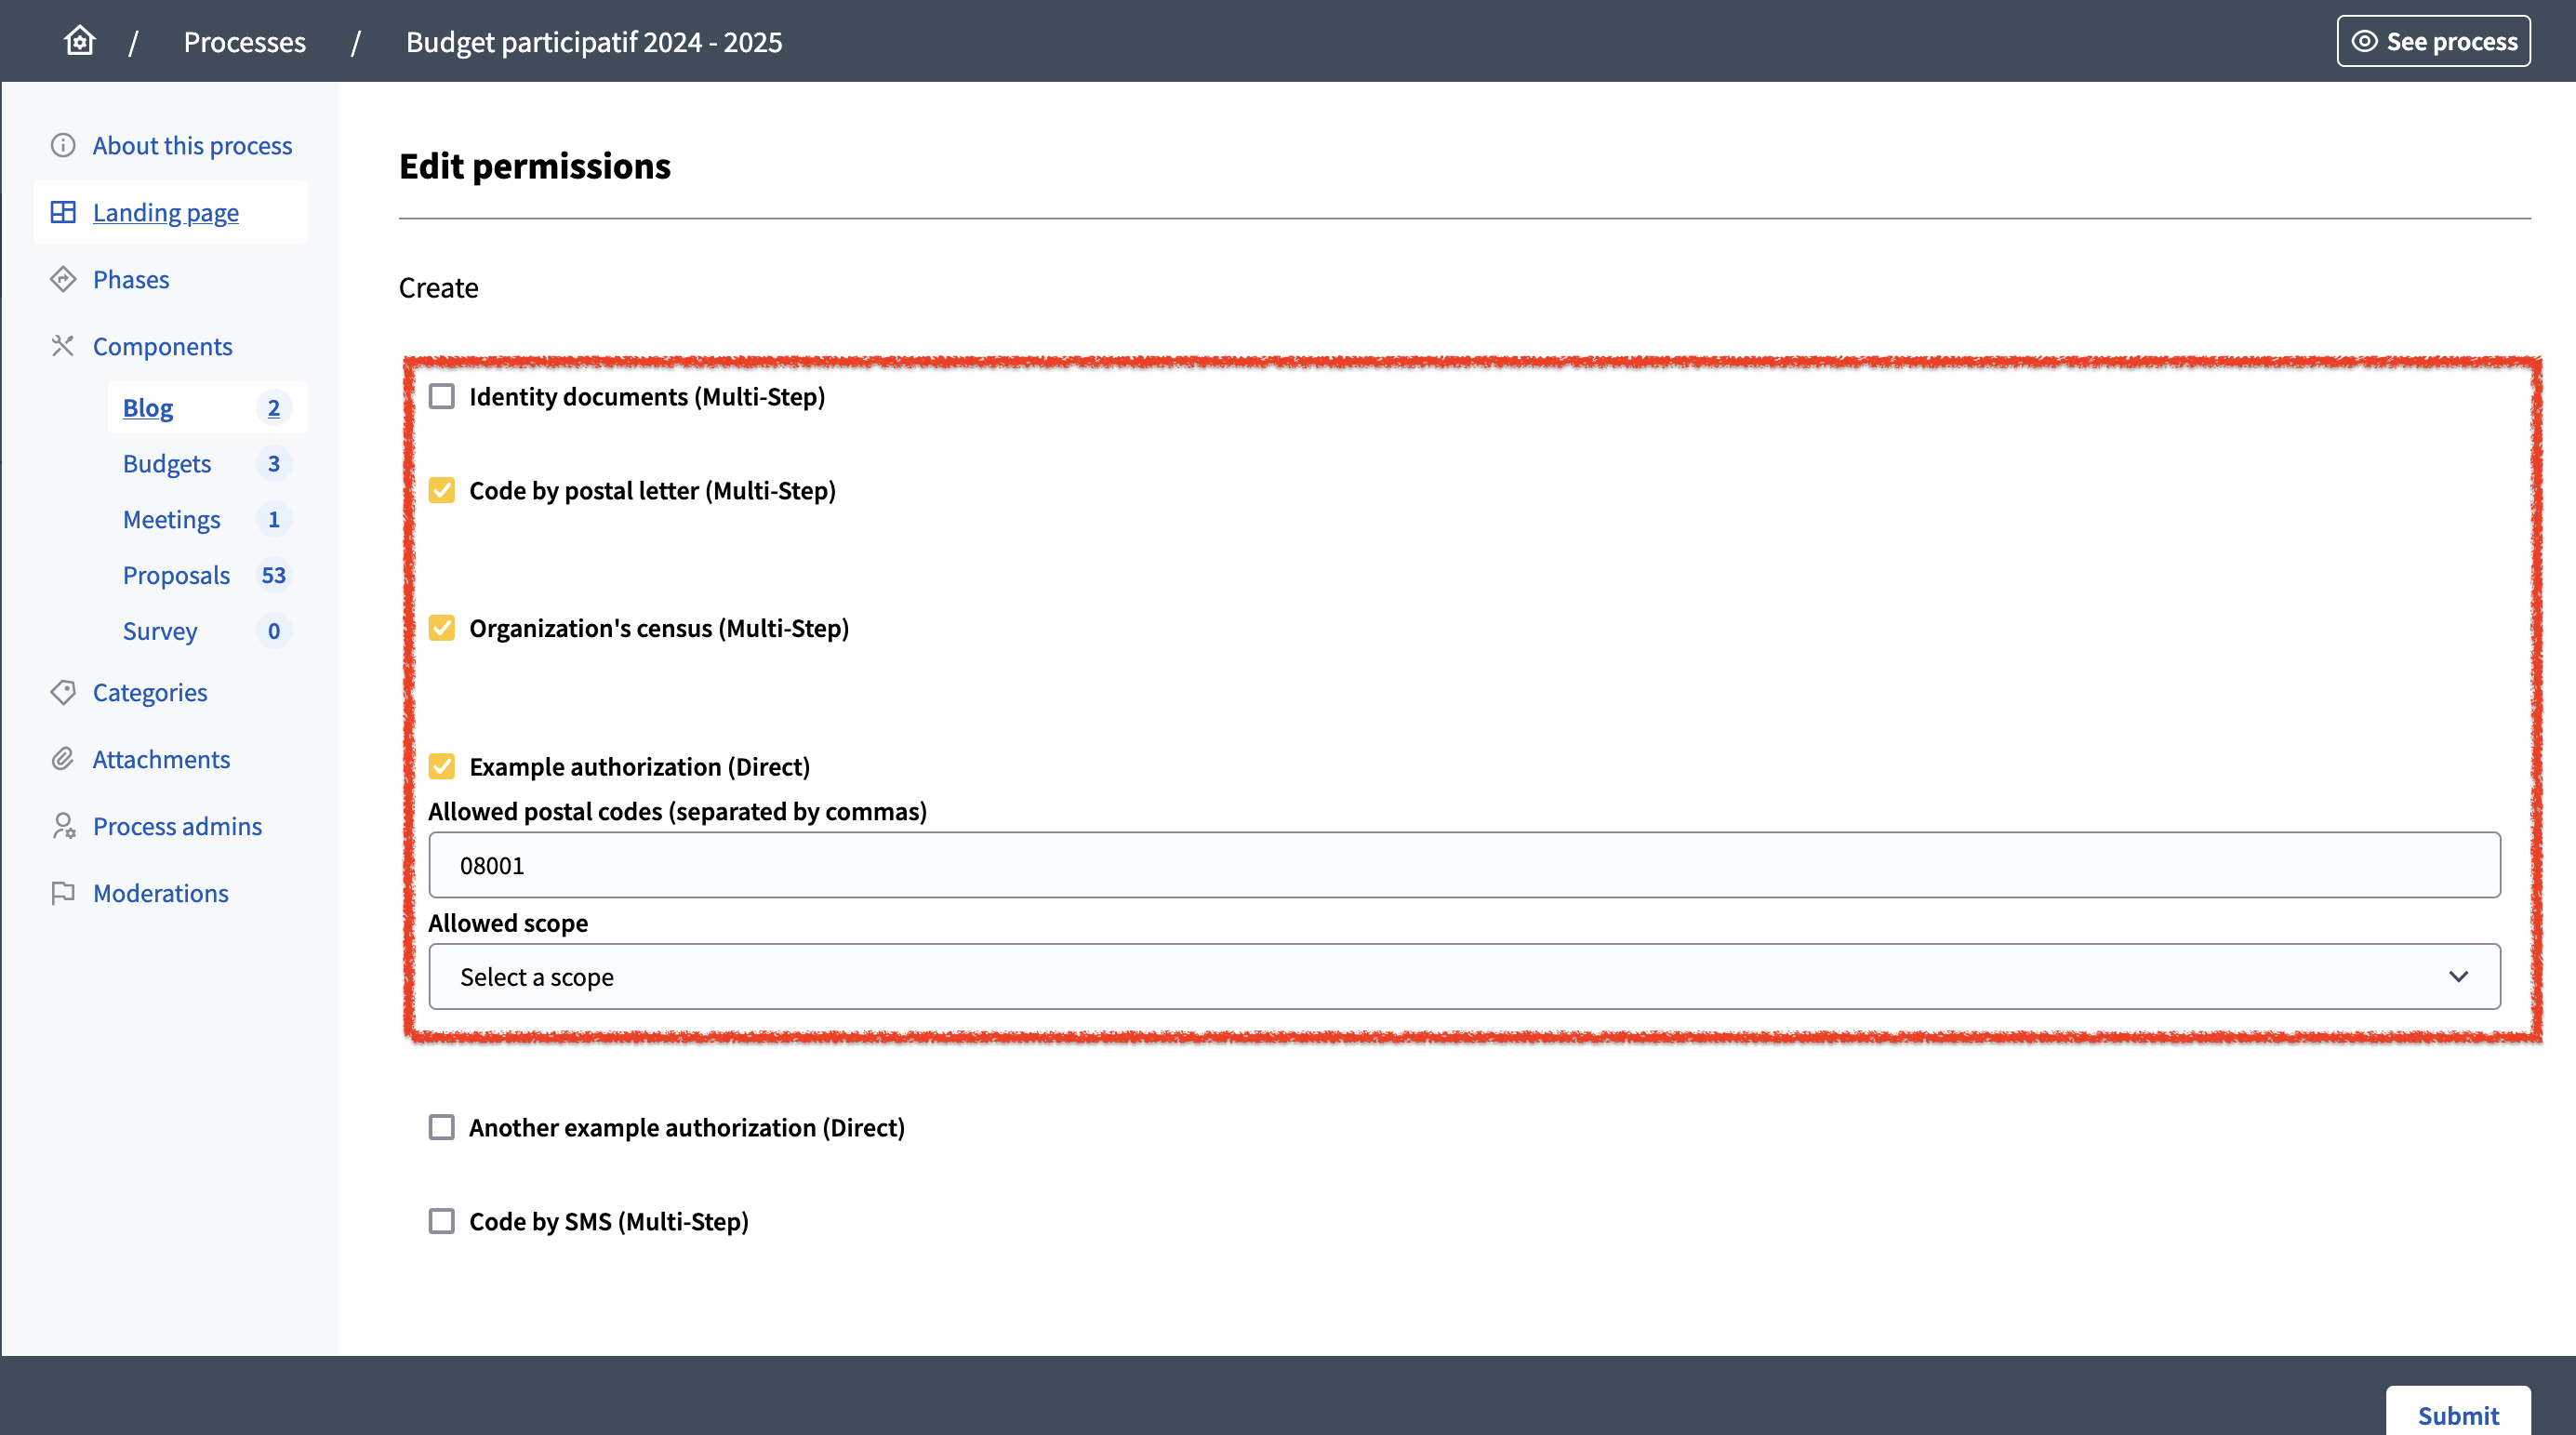 / Processes / Budget participatif 2024 - 2025
See process
About this process
Landing page
Phases
Components
Blog 2
Budgets 3
Meetings 1
Proposals 53
Survey 0
Categories
Attachments
Process admins
Moderations
Edit permissions
Create
Identity documents (Multi-Step)
Code by postal letter (Multi-Step)
Organization's census (Multi-Step)
Example authorization (Direct)
Allowed postal codes (separated by commas)
08001
Allowed scope
Select a scope
Another example authorization (Direct)
Code by SMS (Multi-Step)
Submit